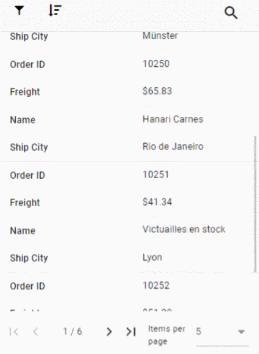 Ship City Münster
Order ID 10250
Freight $65.83
Name Hanari Carnes
Ship City Rio de Janeiro
Order ID 10251
Freight $41.34
Name Victuailles en stock
Ship City Lyon
Order ID 10252
1 / 6 Items per page 5